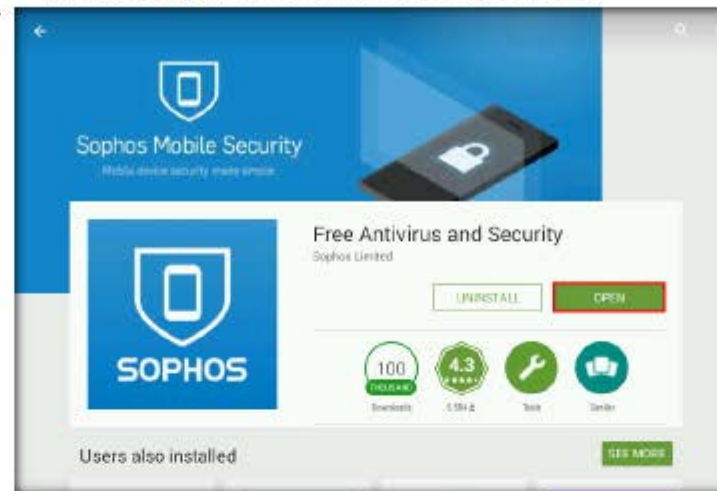 Sophos Mobile Security
Mobile device security made simple
Free Antivirus and Security
Sophos Limited
UNINSTALL
OPEN
SOPHOS
100
THOUSAND
4.3
Downloads
Tools
Similar
Users also installed
SEE MORE